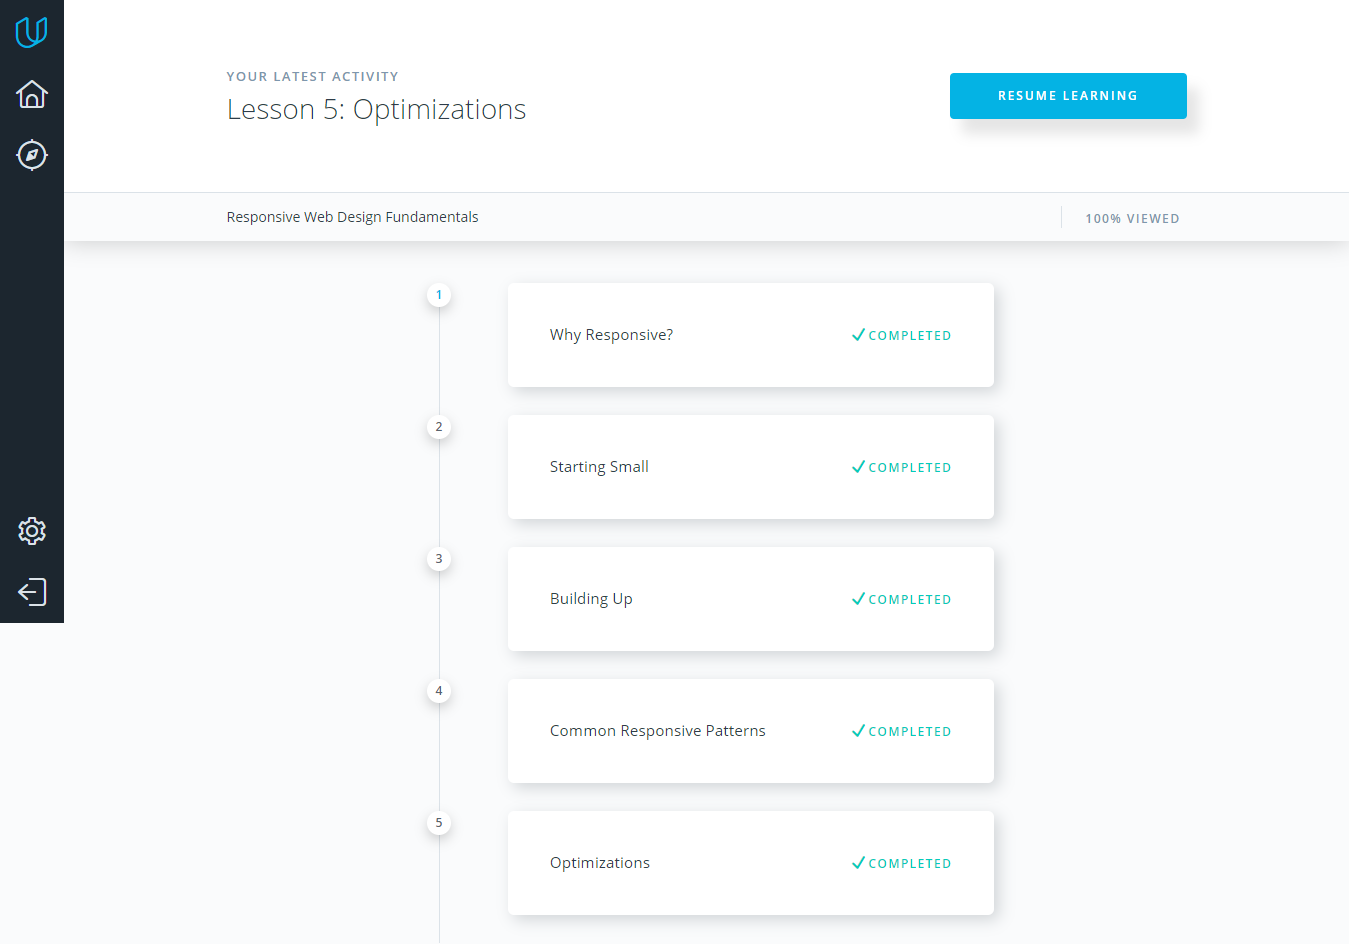 YOUR LATEST ACTIVITY
Lesson 5: Optimizations
RESUME LEARNING
Responsive Web Design Fundamentals
100% VIEWED
1
Why Responsive?
COMPLETED
2
Starting Small
COMPLETED
3
Building Up
COMPLETED
4
Common Responsive Patterns
COMPLETED
5
Optimizations
COMPLETED